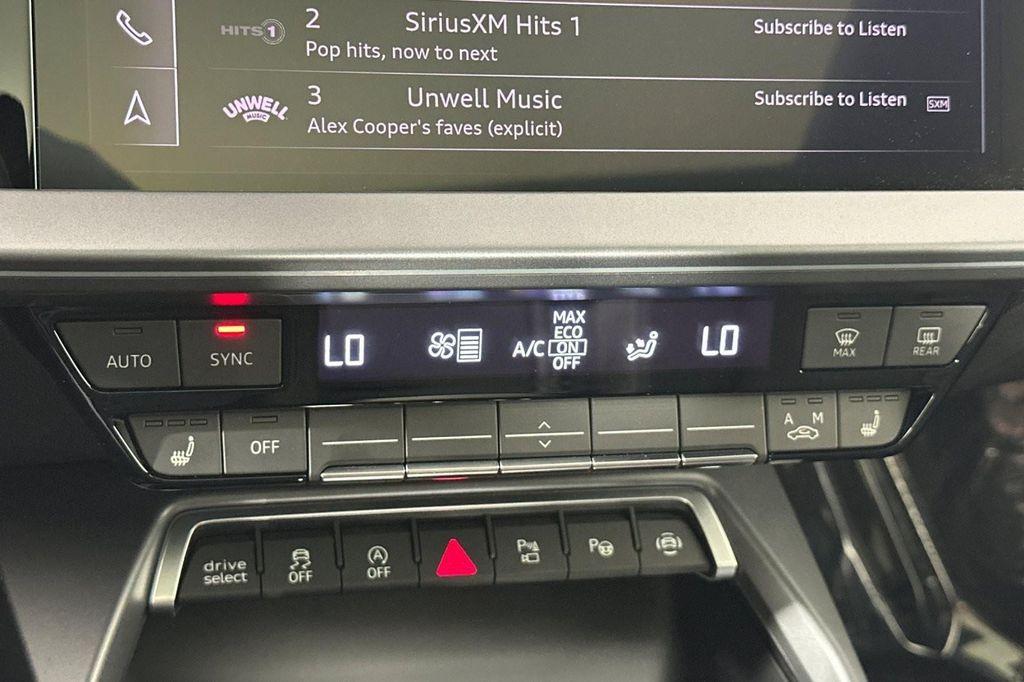 HITS 1 2 SiriusXM Hits 1 Subscribe to Listen
Pop hits, now to next
UNWELL MUSIC 3 Unwell Music Subscribe to Listen SXM
Alex Cooper's faves (explicit)
AUTO SYNC LO A/C MAX ECO ON OFF LO MAX REAR
OFF A M
drive select OFF A OFF P P